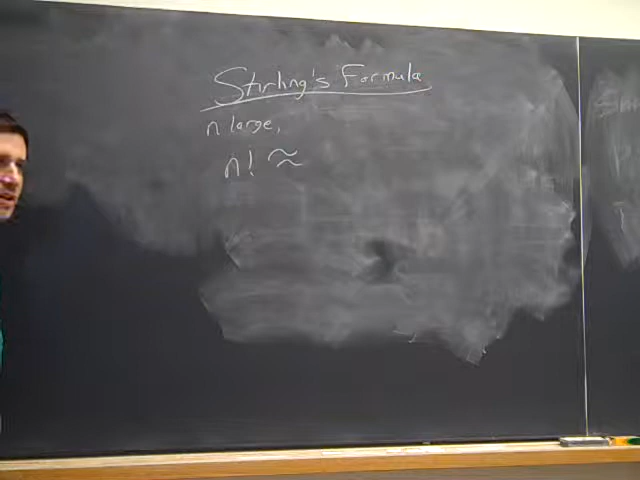 Stirling's Formula
n large,
n! ≈